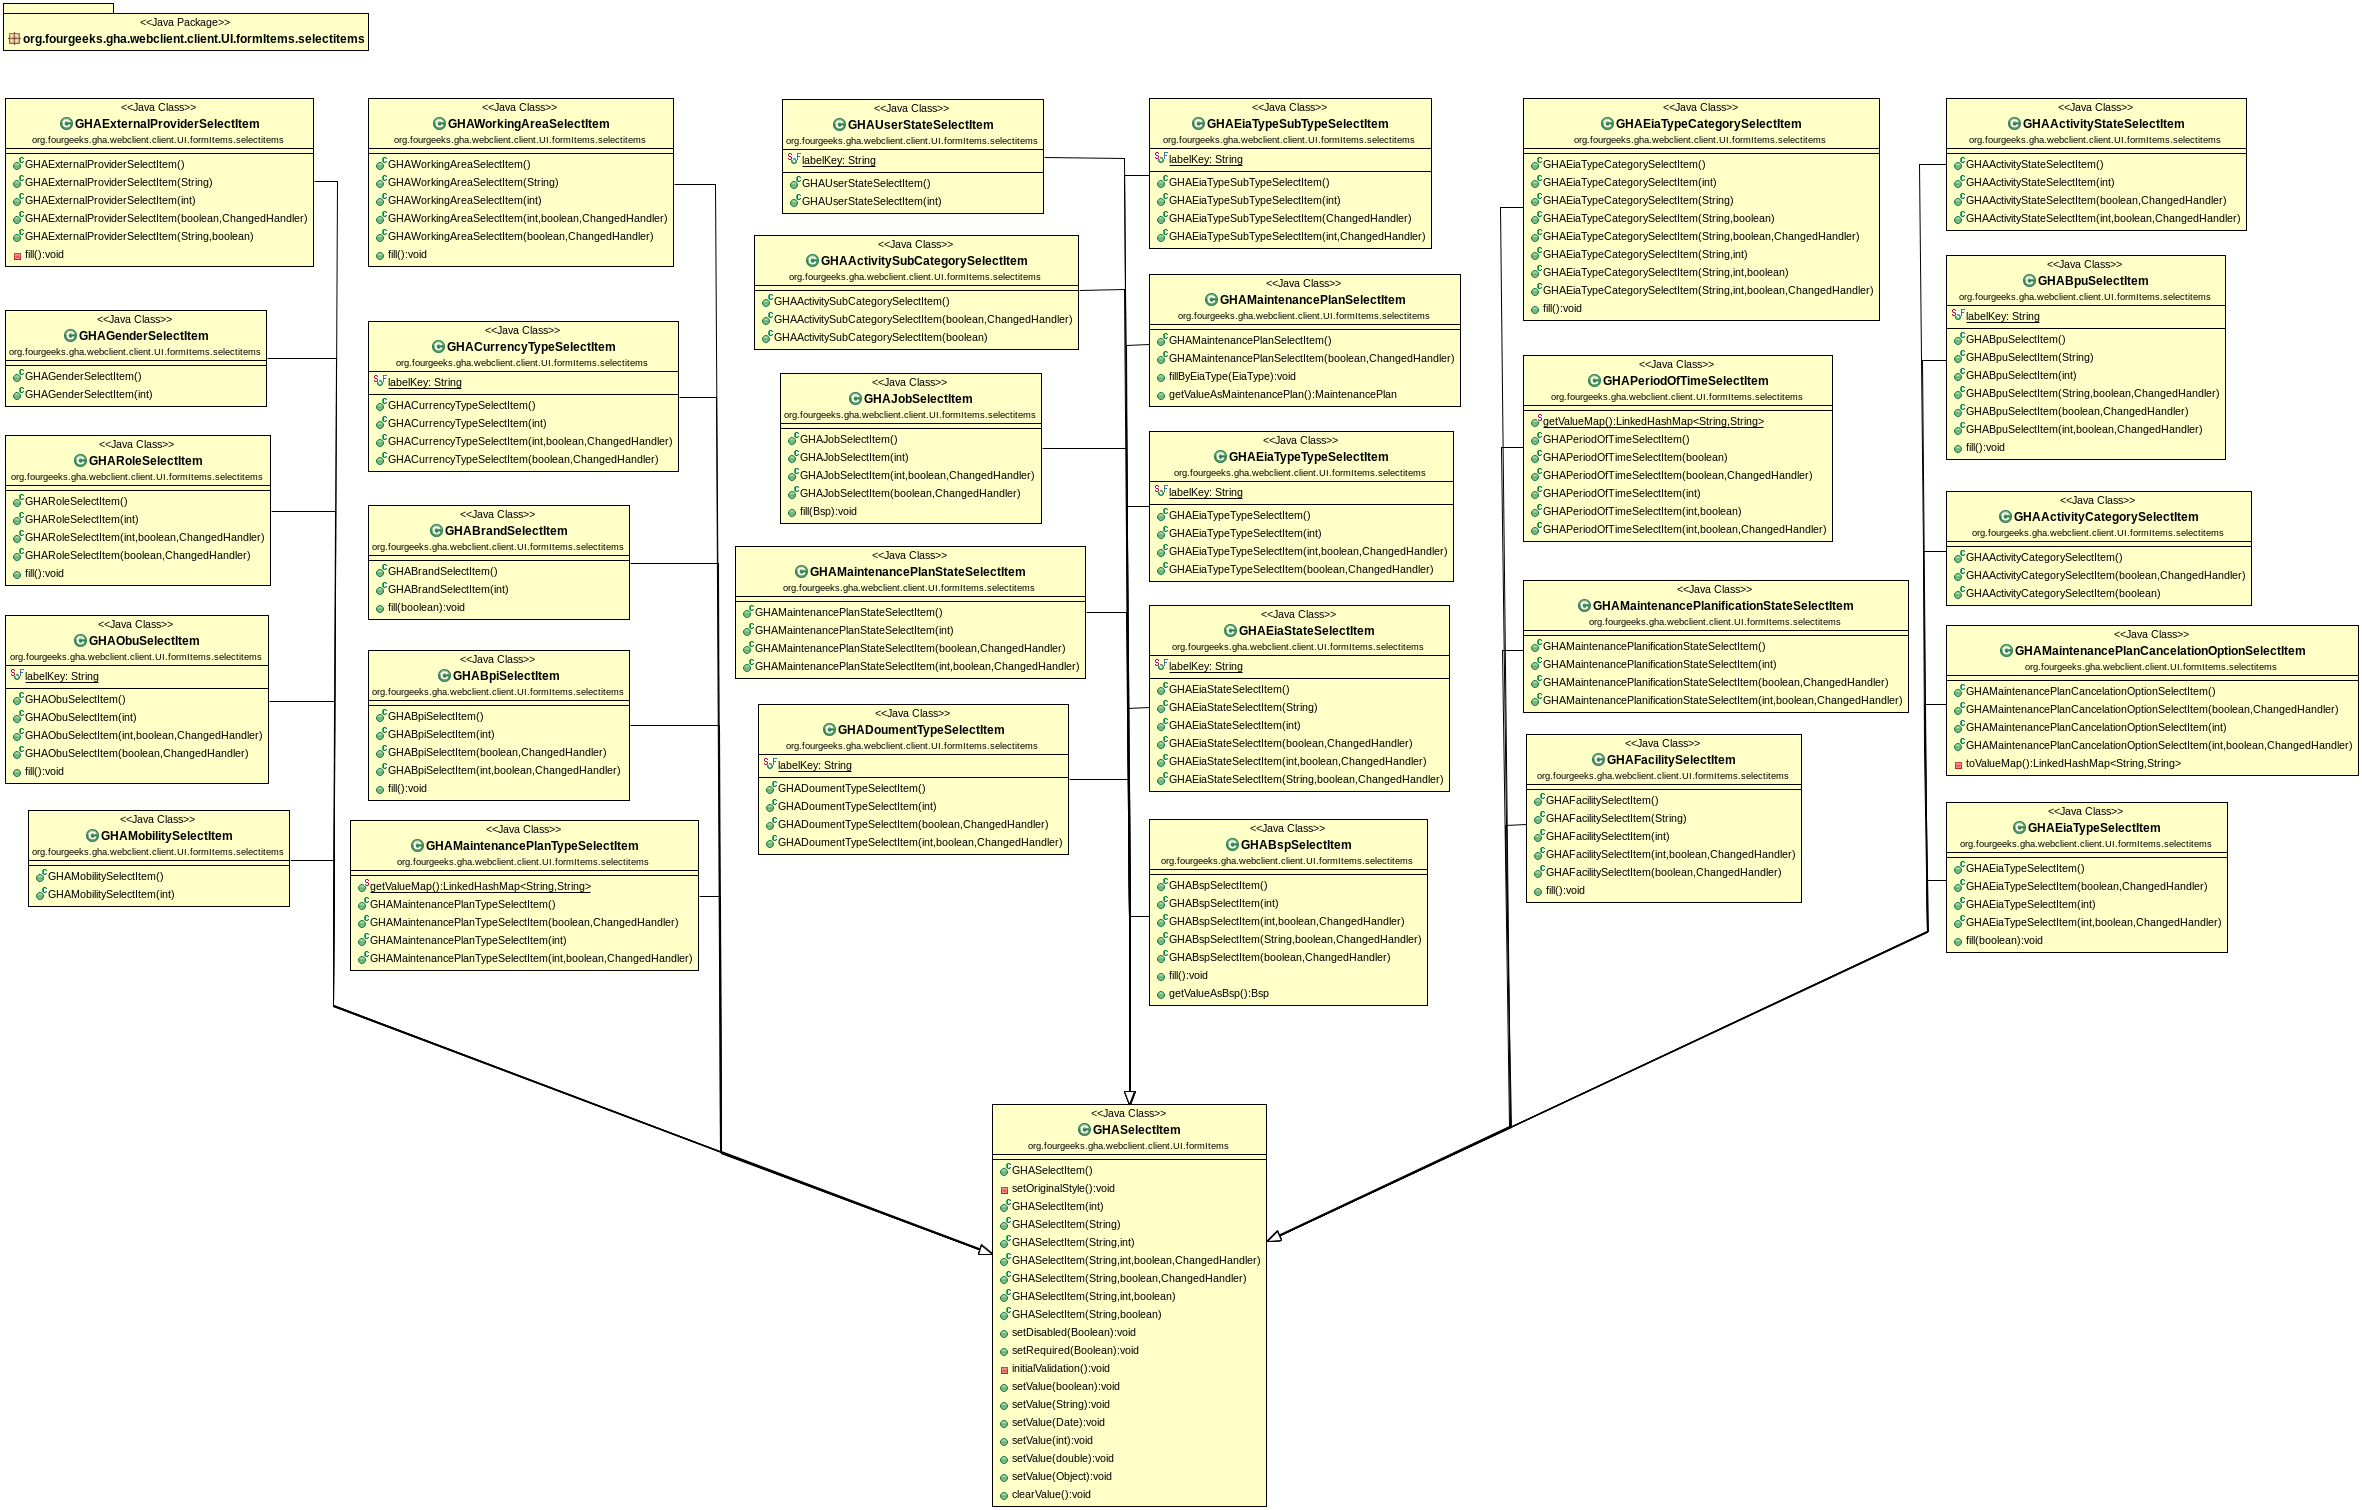 <<Java Package>>
org.fourgeeks.gha.webclient.client.UI.formItems.selectitems
<<Java Class>>
GHAExternalProviderSelectItem
org.fourgeeks.gha.webclient.client.UI.formItems.selectitems
GHAExternalProviderSelectItem()
GHAExternalProviderSelectItem(String)
GHAExternalProviderSelectItem(int)
GHAExternalProviderSelectItem(boolean,ChangedHandler)
GHAExternalProviderSelectItem(String,boolean)
fill():void
<<Java Class>>
GHAGenderSelectItem
org.fourgeeks.gha.webclient.client.UI.formItems.selectitems
GHAGenderSelectItem()
GHAGenderSelectItem(int)
<<Java Class>>
GHARoleSelectItem
org.fourgeeks.gha.webclient.client.UI.formItems.selectitems
GHARoleSelectItem()
GHARoleSelectItem(int)
GHARoleSelectItem(int,boolean,ChangedHandler)
GHARoleSelectItem(boolean,ChangedHandler)
fill():void
<<Java Class>>
GHAObuSelectItem
org.fourgeeks.gha.webclient.client.UI.formItems.selectitems
labelKey: String
GHAObuSelectItem()
GHAObuSelectItem(int)
GHAObuSelectItem(int,boolean,ChangedHandler)
GHAObuSelectItem(boolean,ChangedHandler)
fill():void
<<Java Class>>
GHAMobilitySelectItem
org.fourgeeks.gha.webclient.client.UI.formItems.selectitems
GHAMobilitySelectItem()
GHAMobilitySelectItem(int)
<<Java Class>>
GHAWorkingAreaSelectItem
org.fourgeeks.gha.webclient.client.UI.formItems.selectitems
GHAWorkingAreaSelectItem()
GHAWorkingAreaSelectItem(String)
GHAWorkingAreaSelectItem(int)
GHAWorkingAreaSelectItem(int,boolean,ChangedHandler)
GHAWorkingAreaSelectItem(boolean,ChangedHandler)
fill():void
<<Java Class>>
GHACurrencyTypeSelectItem
org.fourgeeks.gha.webclient.client.UI.formItems.selectitems
labelKey: String
GHACurrencyTypeSelectItem()
GHACurrencyTypeSelectItem(int)
GHACurrencyTypeSelectItem(int,boolean,ChangedHandler)
GHACurrencyTypeSelectItem(boolean,ChangedHandler)
<<Java Class>>
GHABrandSelectItem
org.fourgeeks.gha.webclient.client.UI.formItems.selectitems
GHABrandSelectItem()
GHABrandSelectItem(int)
fill(boolean):void
<<Java Class>>
GHABpiSelectItem
org.fourgeeks.gha.webclient.client.UI.formItems.selectitems
GHABpiSelectItem()
GHABpiSelectItem(int)
GHABpiSelectItem(boolean,ChangedHandler)
GHABpiSelectItem(int,boolean,ChangedHandler)
fill():void
<<Java Class>>
GHAMaintenancePlanTypeSelectItem
org.fourgeeks.gha.webclient.client.UI.formItems.selectitems
getValueMap():LinkedHashMap<String,String>
GHAMaintenancePlanTypeSelectItem()
GHAMaintenancePlanTypeSelectItem(boolean,ChangedHandler)
GHAMaintenancePlanTypeSelectItem(int)
GHAMaintenancePlanTypeSelectItem(int,boolean,ChangedHandler)
<<Java Class>>
GHAUserStateSelectItem
org.fourgeeks.gha.webclient.client.UI.formItems.selectitems
labelKey: String
GHAUserStateSelectItem()
GHAUserStateSelectItem(int)
<<Java Class>>
GHAActivitySubCategorySelectItem
org.fourgeeks.gha.webclient.client.UI.formItems.selectitems
GHAActivitySubCategorySelectItem()
GHAActivitySubCategorySelectItem(boolean,ChangedHandler)
GHAActivitySubCategorySelectItem(boolean)
<<Java Class>>
GHAJobSelectItem
org.fourgeeks.gha.webclient.client.UI.formItems.selectitems
GHAJobSelectItem()
GHAJobSelectItem(int)
GHAJobSelectItem(int,boolean,ChangedHandler)
GHAJobSelectItem(boolean,ChangedHandler)
fill(Bsp):void
<<Java Class>>
GHAMaintenancePlanStateSelectItem
org.fourgeeks.gha.webclient.client.UI.formItems.selectitems
GHAMaintenancePlanStateSelectItem()
GHAMaintenancePlanStateSelectItem(int)
GHAMaintenancePlanStateSelectItem(boolean,ChangedHandler)
GHAMaintenancePlanStateSelectItem(int,boolean,ChangedHandler)
<<Java Class>>
GHADoumentTypeSelectItem
org.fourgeeks.gha.webclient.client.UI.formItems.selectitems
labelKey: String
GHADoumentTypeSelectItem()
GHADoumentTypeSelectItem(int)
GHADoumentTypeSelectItem(boolean,ChangedHandler)
GHADoumentTypeSelectItem(int,boolean,ChangedHandler)
<<Java Class>>
GHAEiaTypeSubTypeSelectItem
org.fourgeeks.gha.webclient.client.UI.formItems.selectitems
labelKey: String
GHAEiaTypeSubTypeSelectItem()
GHAEiaTypeSubTypeSelectItem(int)
GHAEiaTypeSubTypeSelectItem(ChangedHandler)
GHAEiaTypeSubTypeSelectItem(int,ChangedHandler)
<<Java Class>>
GHAMaintenancePlanSelectItem
org.fourgeeks.gha.webclient.client.UI.formItems.selectitems
GHAMaintenancePlanSelectItem()
GHAMaintenancePlanSelectItem(boolean,ChangedHandler)
fillByEiaType(EiaType):void
getValueAsMaintenancePlan():MaintenancePlan
<<Java Class>>
GHAEiaTypeTypeSelectItem
org.fourgeeks.gha.webclient.client.UI.formItems.selectitems
labelKey: String
GHAEiaTypeTypeSelectItem()
GHAEiaTypeTypeSelectItem(int)
GHAEiaTypeTypeSelectItem(int,boolean,ChangedHandler)
GHAEiaTypeTypeSelectItem(boolean,ChangedHandler)
<<Java Class>>
GHAEiaStateSelectItem
org.fourgeeks.gha.webclient.client.UI.formItems.selectitems
labelKey: String
GHAEiaStateSelectItem()
GHAEiaStateSelectItem(String)
GHAEiaStateSelectItem(int)
GHAEiaStateSelectItem(boolean,ChangedHandler)
GHAEiaStateSelectItem(int,boolean,ChangedHandler)
GHAEiaStateSelectItem(String,boolean,ChangedHandler)
<<Java Class>>
GHABspSelectItem
org.fourgeeks.gha.webclient.client.UI.formItems.selectitems
GHABspSelectItem()
GHABspSelectItem(int)
GHABspSelectItem(int,boolean,ChangedHandler)
GHABspSelectItem(String,boolean,ChangedHandler)
GHABspSelectItem(boolean,ChangedHandler)
fill():void
getValueAsBsp():Bsp
<<Java Class>>
GHAEiaTypeCategorySelectItem
org.fourgeeks.gha.webclient.client.UI.formItems.selectitems
GHAEiaTypeCategorySelectItem()
GHAEiaTypeCategorySelectItem(int)
GHAEiaTypeCategorySelectItem(String)
GHAEiaTypeCategorySelectItem(String,boolean)
GHAEiaTypeCategorySelectItem(String,boolean,ChangedHandler)
GHAEiaTypeCategorySelectItem(String,int)
GHAEiaTypeCategorySelectItem(String,int,boolean)
GHAEiaTypeCategorySelectItem(String,int,boolean,ChangedHandler)
fill():void
<<Java Class>>
GHAPeriodOfTimeSelectItem
org.fourgeeks.gha.webclient.client.UI.formItems.selectitems
getValueMap():LinkedHashMap<String,String>
GHAPeriodOfTimeSelectItem()
GHAPeriodOfTimeSelectItem(boolean)
GHAPeriodOfTimeSelectItem(boolean,ChangedHandler)
GHAPeriodOfTimeSelectItem(int)
GHAPeriodOfTimeSelectItem(int,boolean)
GHAPeriodOfTimeSelectItem(int,boolean,ChangedHandler)
<<Java Class>>
GHAMaintenancePlanificationStateSelectItem
org.fourgeeks.gha.webclient.client.UI.formItems.selectitems
GHAMaintenancePlanificationStateSelectItem()
GHAMaintenancePlanificationStateSelectItem(int)
GHAMaintenancePlanificationStateSelectItem(boolean,ChangedHandler)
GHAMaintenancePlanificationStateSelectItem(int,boolean,ChangedHandler)
<<Java Class>>
GHAFacilitySelectItem
org.fourgeeks.gha.webclient.client.UI.formItems.selectitems
GHAFacilitySelectItem()
GHAFacilitySelectItem(String)
GHAFacilitySelectItem(int)
GHAFacilitySelectItem(int,boolean,ChangedHandler)
GHAFacilitySelectItem(boolean,ChangedHandler)
fill():void
<<Java Class>>
GHAActivityStateSelectItem
org.fourgeeks.gha.webclient.client.UI.formItems.selectitems
GHAActivityStateSelectItem()
GHAActivityStateSelectItem(int)
GHAActivityStateSelectItem(boolean,ChangedHandler)
GHAActivityStateSelectItem(int,boolean,ChangedHandler)
<<Java Class>>
GHABpuSelectItem
org.fourgeeks.gha.webclient.client.UI.formItems.selectitems
labelKey: String
GHABpuSelectItem()
GHABpuSelectItem(String)
GHABpuSelectItem(int)
GHABpuSelectItem(String,boolean,ChangedHandler)
GHABpuSelectItem(boolean,ChangedHandler)
GHABpuSelectItem(int,boolean,ChangedHandler)
fill():void
<<Java Class>>
GHAActivityCategorySelectItem
org.fourgeeks.gha.webclient.client.UI.formItems.selectitems
GHAActivityCategorySelectItem()
GHAActivityCategorySelectItem(boolean,ChangedHandler)
GHAActivityCategorySelectItem(boolean)
<<Java Class>>
GHAMaintenancePlanCancelationOptionSelectItem
org.fourgeeks.gha.webclient.client.UI.formItems.selectitems
GHAMaintenancePlanCancelationOptionSelectItem()
GHAMaintenancePlanCancelationOptionSelectItem(boolean,ChangedHandler)
GHAMaintenancePlanCancelationOptionSelectItem(int)
GHAMaintenancePlanCancelationOptionSelectItem(int,boolean,ChangedHandler)
toValueMap():LinkedHashMap<String,String>
<<Java Class>>
GHAEiaTypeSelectItem
org.fourgeeks.gha.webclient.client.UI.formItems.selectitems
GHAEiaTypeSelectItem()
GHAEiaTypeSelectItem(boolean,ChangedHandler)
GHAEiaTypeSelectItem(int)
GHAEiaTypeSelectItem(int,boolean,ChangedHandler)
fill(boolean):void
<<Java Class>>
GHASelectItem
org.fourgeeks.gha.webclient.client.UI.formItems
GHASelectItem()
setOriginalStyle():void
GHASelectItem(int)
GHASelectItem(String)
GHASelectItem(String,int)
GHASelectItem(String,int,boolean,ChangedHandler)
GHASelectItem(String,boolean,ChangedHandler)
GHASelectItem(String,int,boolean)
GHASelectItem(String,boolean)
setDisabled(Boolean):void
setRequired(Boolean):void
initialValidation():void
setValue(boolean):void
setValue(String):void
setValue(Date):void
setValue(int):void
setValue(double):void
setValue(Object):void
clearValue():void